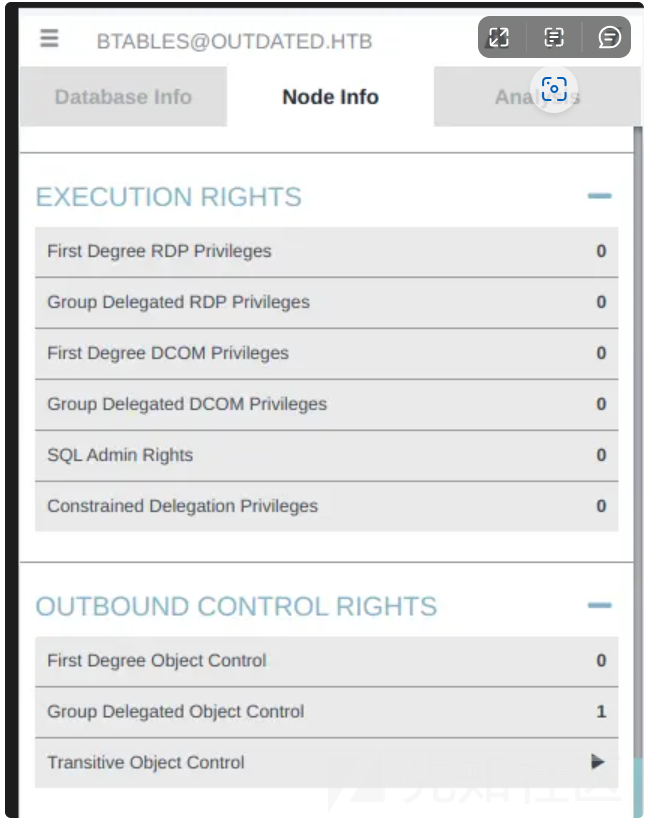 BTABLES@OUTDATED.HTB
Database Info Node Info
EXECUTION RIGHTS
First Degree RDP Privileges 0
Group Delegated RDP Privileges 0
First Degree DCOM Privileges 0
Group Delegated DCOM Privileges 0
SQL Admin Rights 0
Constrained Delegation Privileges 0
OUTBOUND CONTROL RIGHTS
First Degree Object Control 0
Group Delegated Object Control 1
Transitive Object Control
先知社区